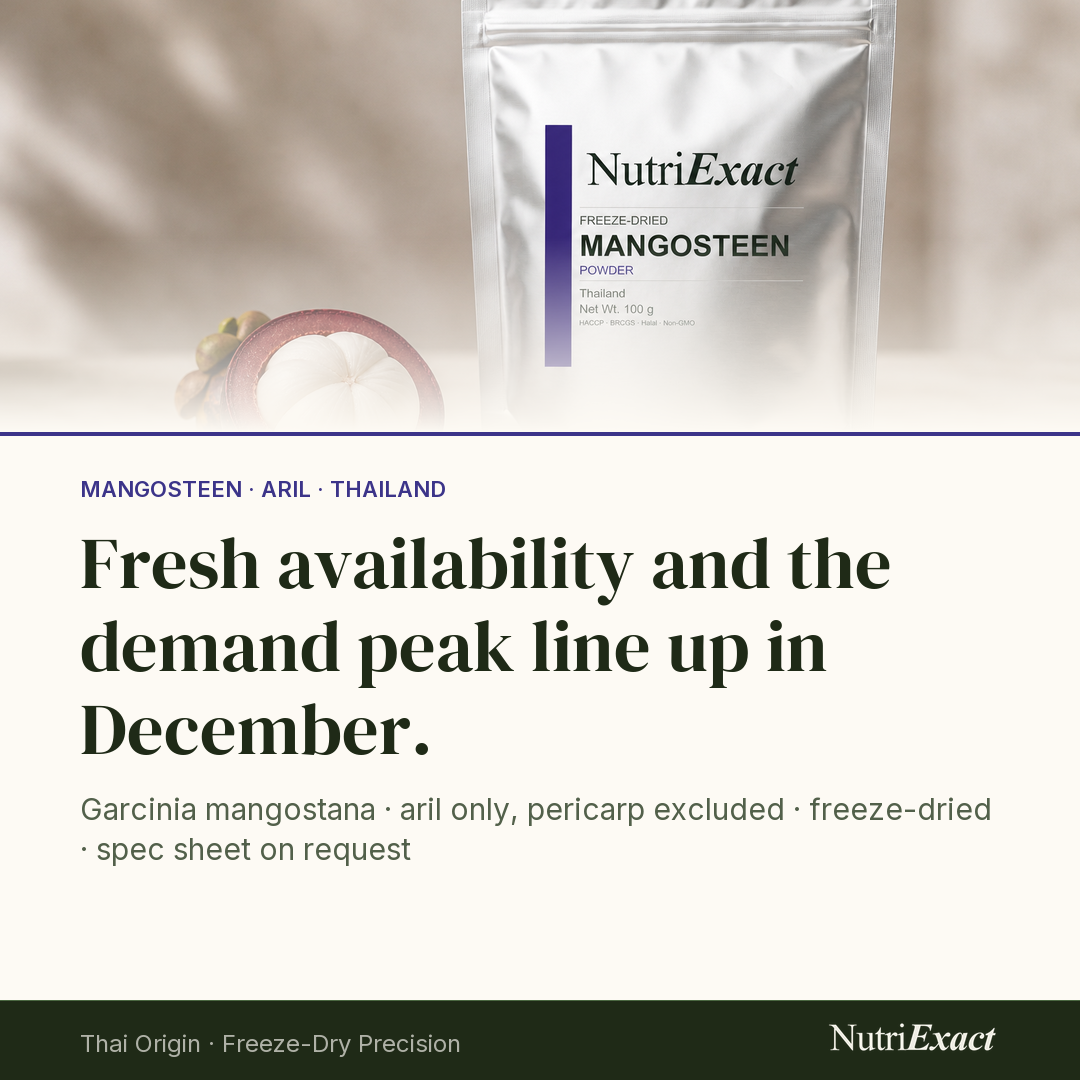 NutriExact
FREEZE-DRIED
MANGOSTEEN
POWDER
Thailand
Net Wt. 100 g
HACCP · BRCGS · Halal · Non-GMO
MANGOSTEEN · ARIL · THAILAND
Fresh availability and the
demand peak line up in
December.
Garcinia mangostana · aril only, pericarp excluded · freeze-dried
· spec sheet on request
Thai Origin · Freeze-Dry Precision
NutriExact